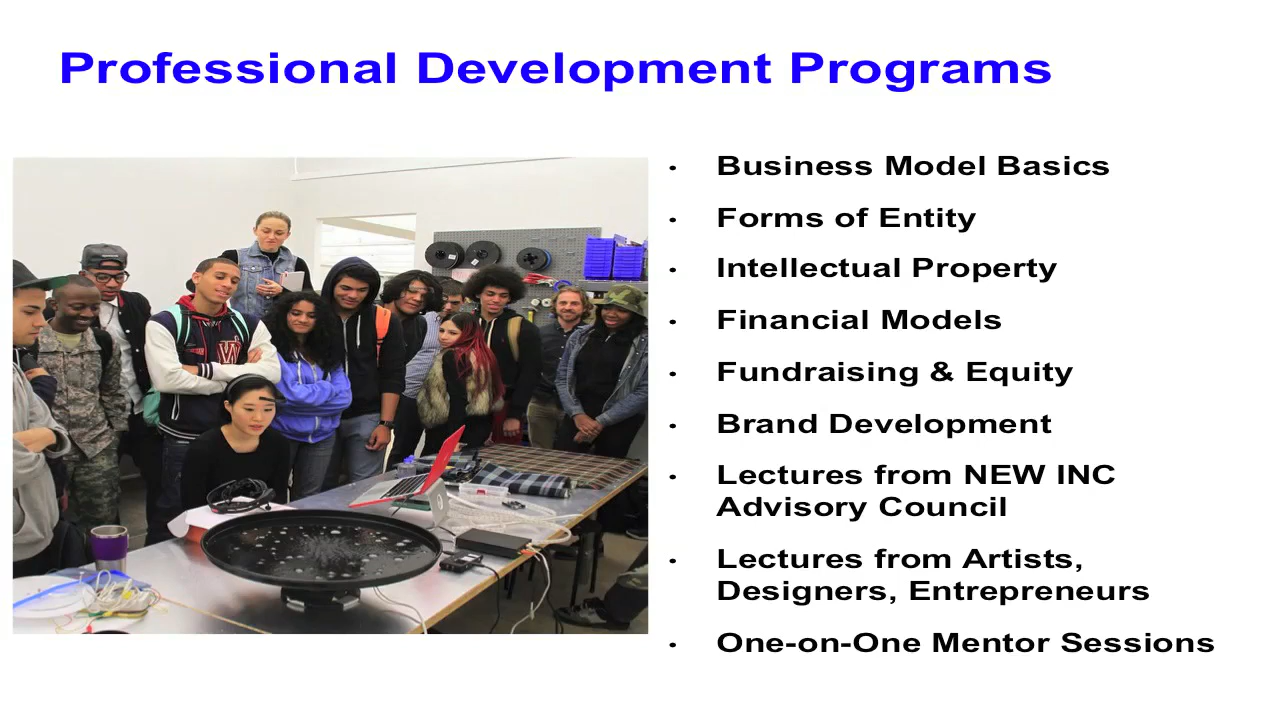 Professional Development Programs
• Business Model Basics
• Forms of Entity
• Intellectual Property
• Financial Models
• Fundraising & Equity
• Brand Development
• Lectures from NEW INC
Advisory Council
• Lectures from Artists,
Designers, Entrepreneurs
• One-on-One Mentor Sessions
W